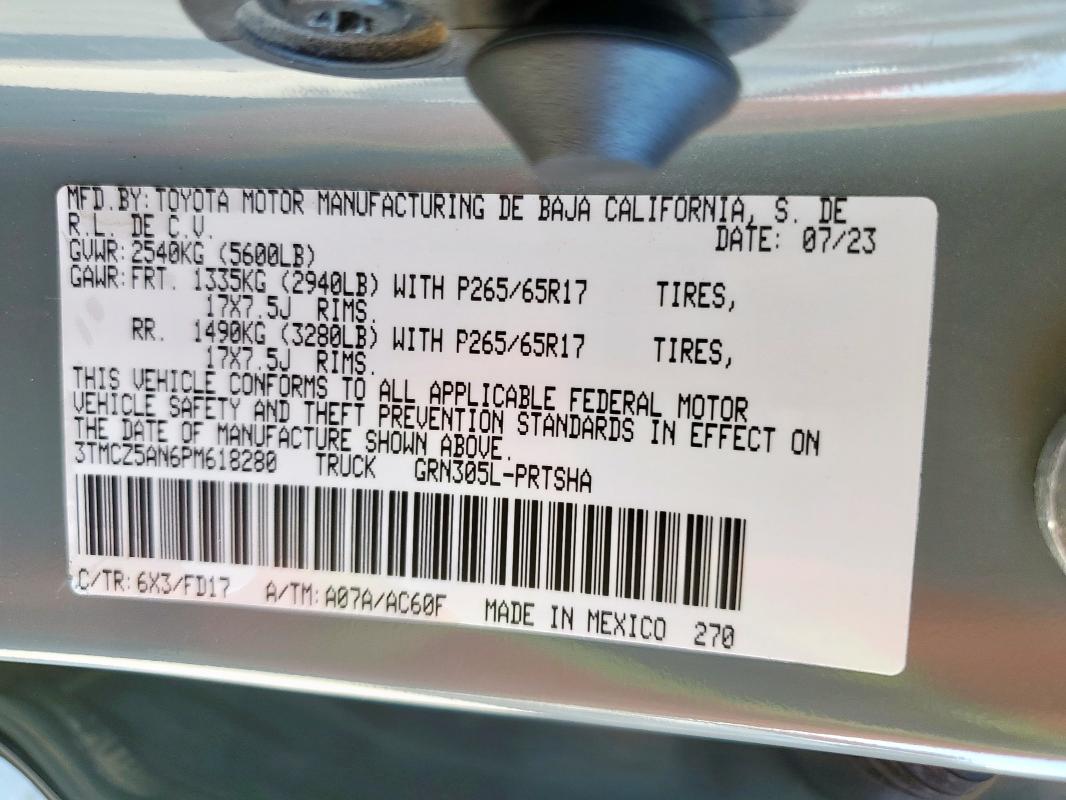 MFD. BY: TOYOTA MOTOR MANUFACTURING DE BAJA CALIFORNIA, S. DE
R.L. DE C.V. DATE: 07/23
GVWR: 2540KG (5600LB)
GAWR: FRT. 1335KG (2940LB) WITH P265/65R17 TIRES,
17X7.5J RIMS.
RR. 1490KG (3280LB) WITH P265/65R17 TIRES,
17X7.5J RIMS.
THIS VEHICLE CONFORMS TO ALL APPLICABLE FEDERAL MOTOR
VEHICLE SAFETY AND THEFT PREVENTION STANDARDS IN EFFECT ON
THE DATE OF MANUFACTURE SHOWN ABOVE.
3TMCZ5AN6PM618280 TRUCK GRN305L-PRTSHA
C/TR: 6X3/FD17 A/TM: A07A/AC60F MADE IN MEXICO 270